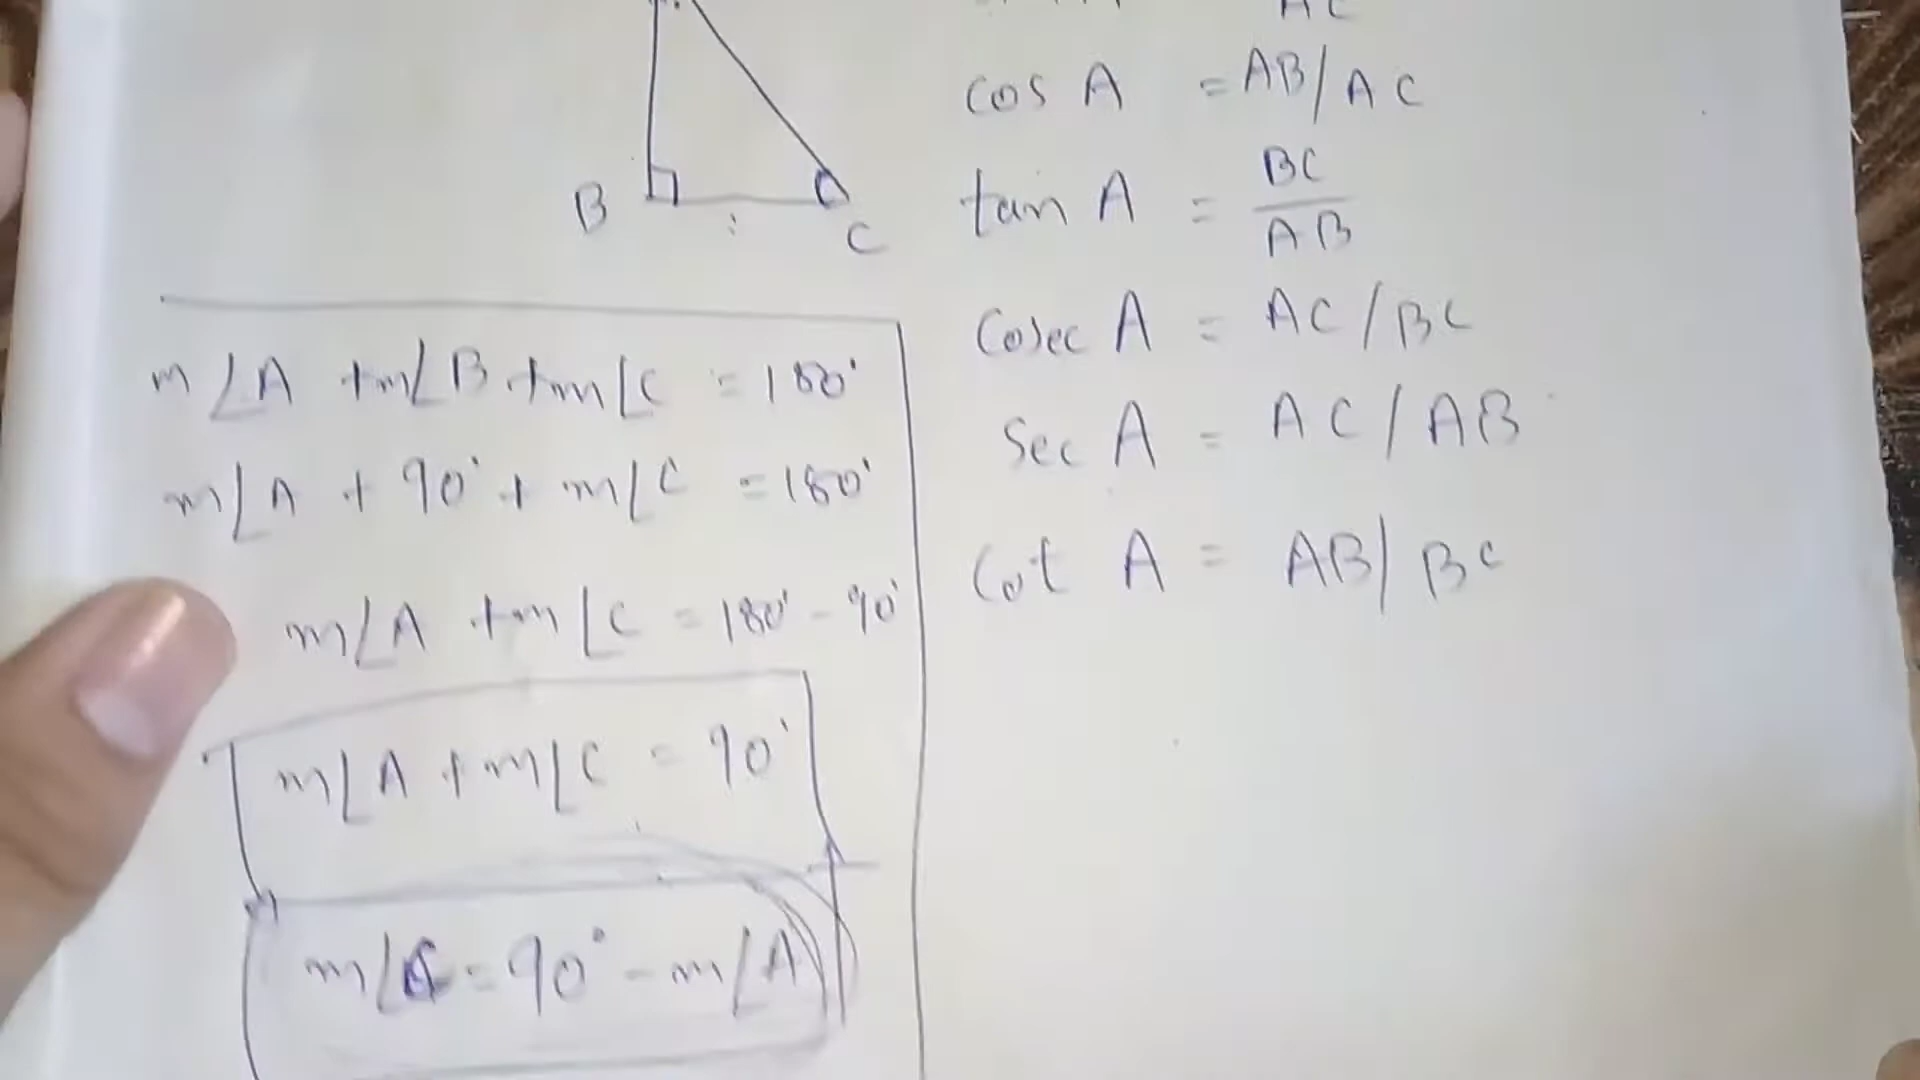 B
C
m∠A + m∠B + m∠C = 180°
m∠A + 90° + m∠C = 180°
m∠A + m∠C = 180° - 90°
m∠A + m∠C = 90°
m∠C = 90° - m∠A
AC
cos A = AB/AC
tan A = BC
AB
Cosec A = AC/BC
Sec A = AC/AB
Cot A = AB/BC